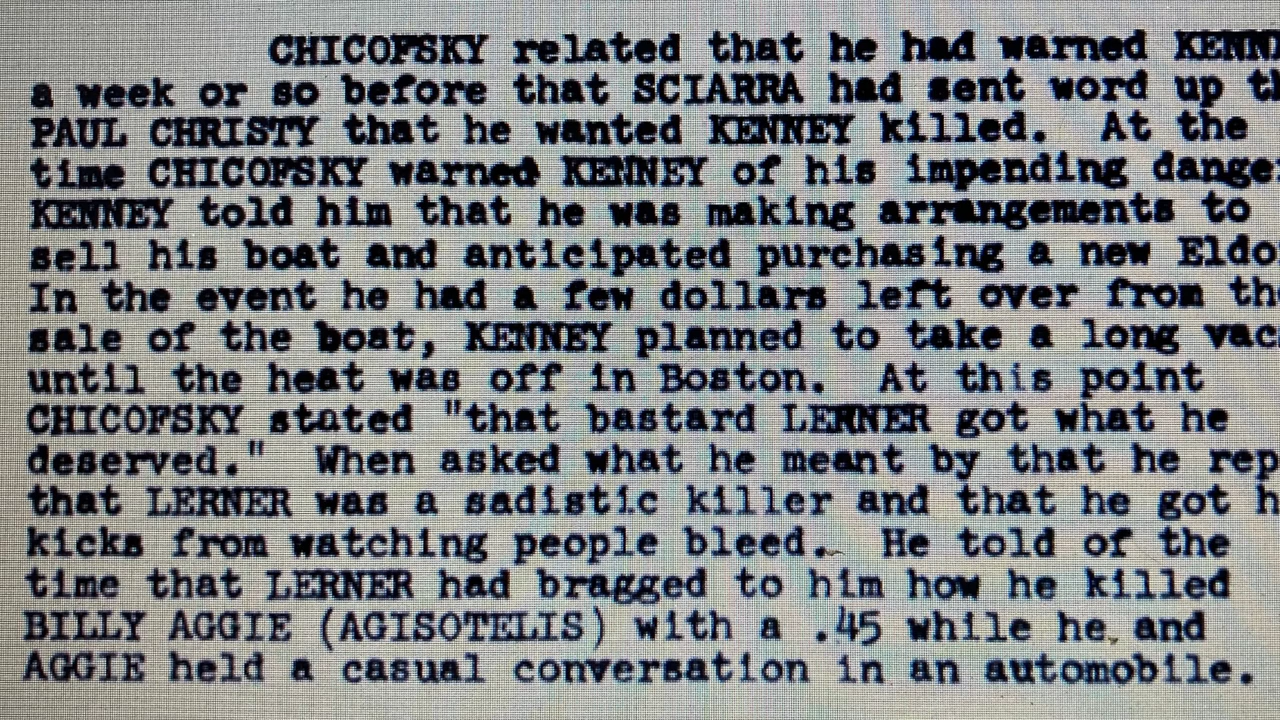 CHICOFSKY related that he had warned KENN
a week or so before that SCIARRA had sent word up th
PAUL CHRISTY that he wanted KENNEY killed. At the
time CHICOFSKY warned KENNEY of his impending dange
KENNEY told him that he was making arrangements to
sell his boat and anticipated purchasing a new Eldo
In the event he had a few dollars left over from th
sale of the boat, KENNEY planned to take a long vac
until the heat was off in Boston. At this point
CHICOFSKY stated "that bastard LERNER got what he
deserved." When asked what he meant by that he rep
that LERNER was a sadistic killer and that he got h
kicks from watching people bleed. He told of the
time that LERNER had bragged to him how he killed
BILLY AGGIE (AGISOTELIS) with a .45 while he and
AGGIE held a casual conversation in an automobile.